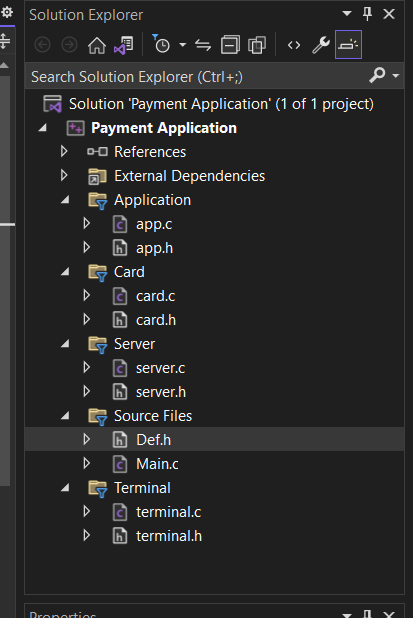 Solution Explorer
Search Solution Explorer (Ctrl+;)
Solution 'Payment Application' (1 of 1 project)
Payment Application
References
External Dependencies
Application
app.c
app.h
Card
card.c
card.h
Server
server.c
server.h
Source Files
Def.h
Main.c
Terminal
terminal.c
terminal.h
Properties